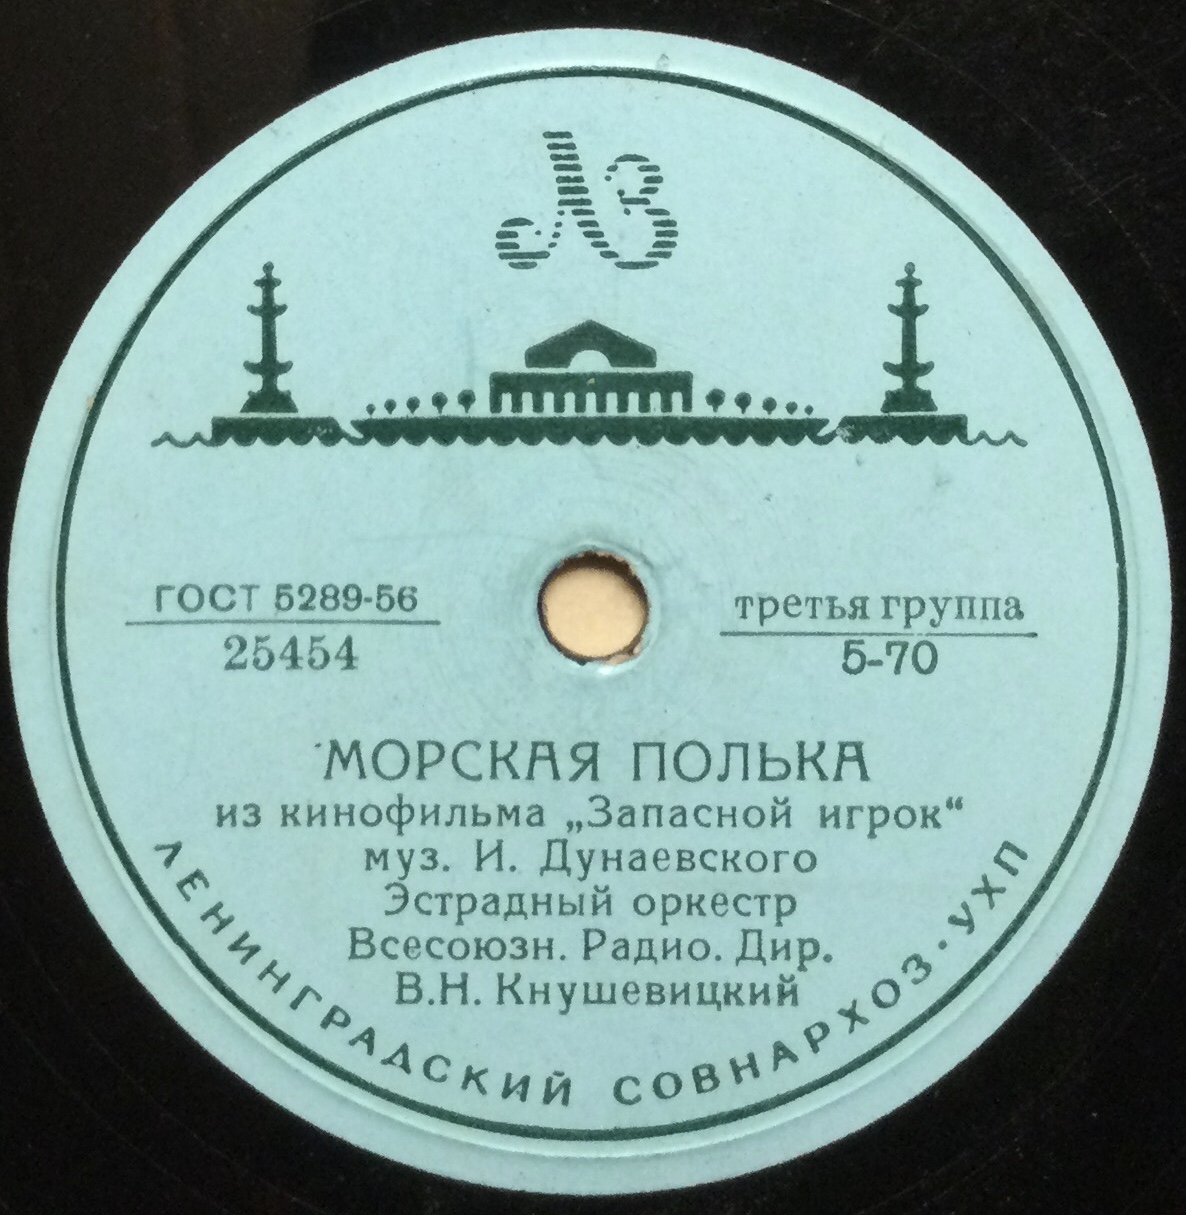 ЛЗ
ГОСТ 5289-56
25454
третья группа
5-70
МОРСКАЯ ПОЛЬКА
из кинофильма „Запасной игрок“
муз. И. Дунаевского
Эстрадный оркестр
Всесоюзн. Радио. Дир.
В.Н. Кнушевицкий
ЛЕНИНГРАДСКИЙ СОВНАРХОЗ · УХП